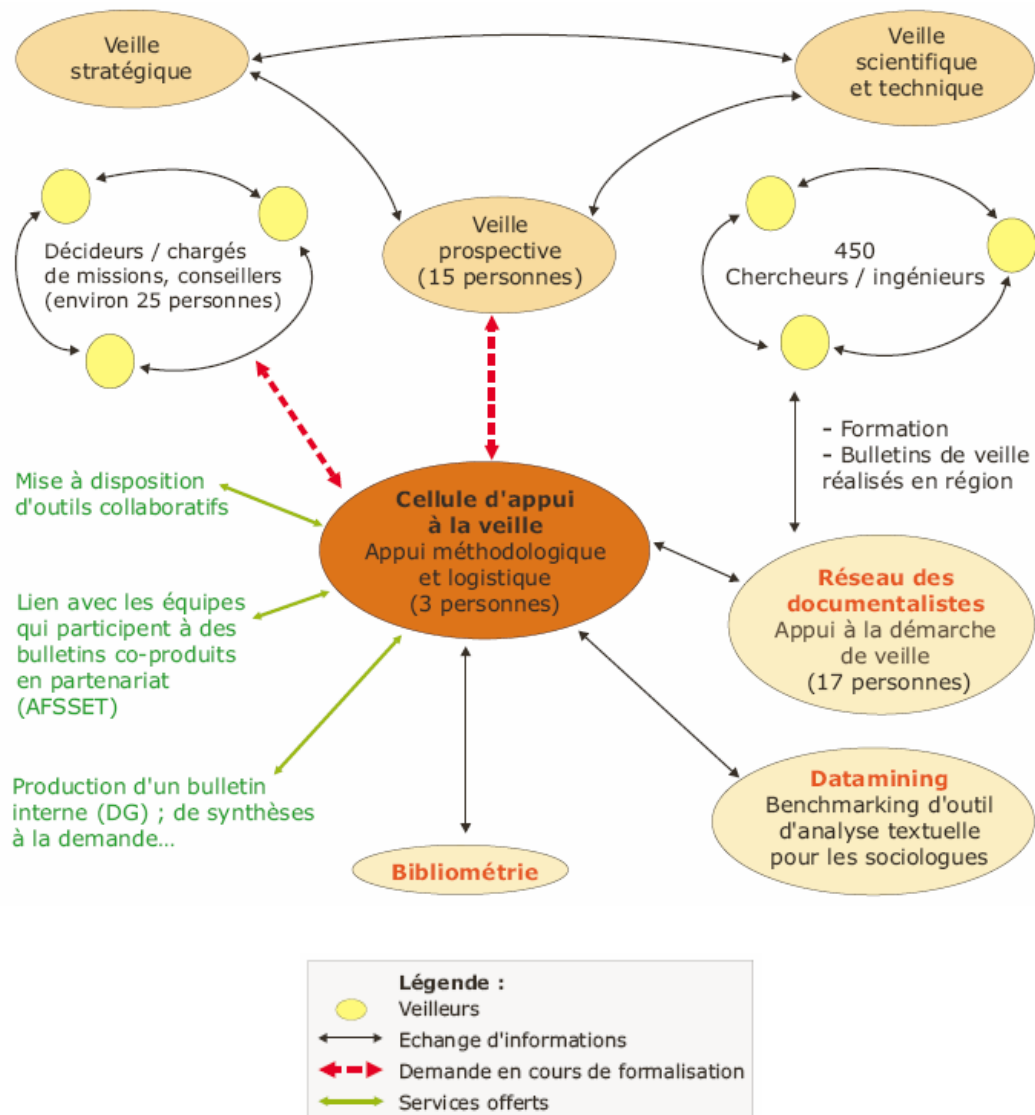 Veille
stratégique
Veille
scientifique
et technique
Veille
prospective
(15 personnes)
Décideurs / chargés
de missions, conseillers
(environ 25 personnes)
450
Chercheurs / ingénieurs
- Formation
- Bulletins de veille
réalisés en région
Mise à disposition
d'outils collaboratifs
Cellule d'appui
à la veille
Appui méthodologique
et logistique
(3 personnes)
Lien avec les équipes
qui participent à des
bulletins co-produits
en partenariat
(AFSSET)
Réseau des
documentalistes
Appui à la démarche
de veille
(17 personnes)
Production d'un bulletin
interne (DG) ; de synthèses
à la demande...
Datamining
Benchmarking d'outil
d'analyse textuelle
pour les sociologues
Bibliométrie
Légende :
Veilleurs
Echange d'informations
Demande en cours de formalisation
Services offerts